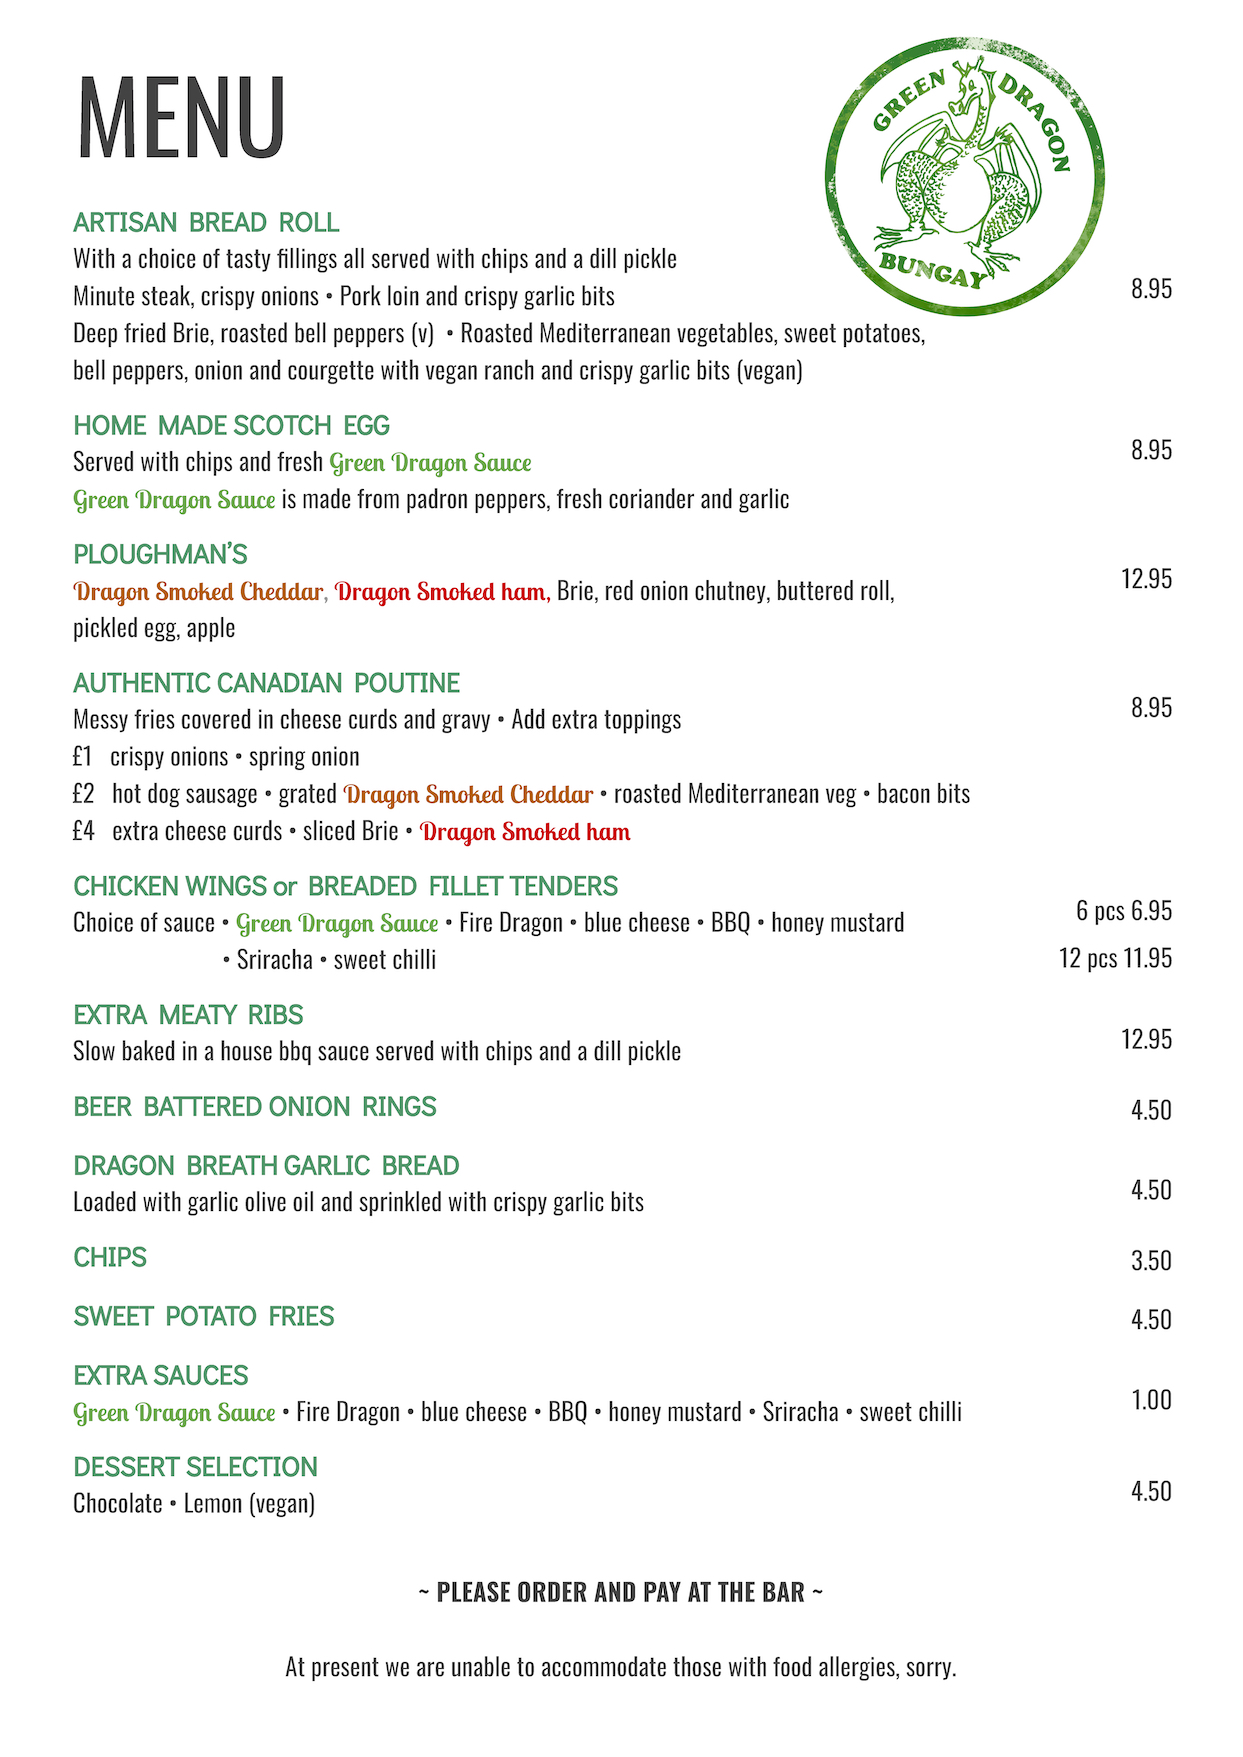 MENU
GREEN DRAGON
BUNGAY
ARTISAN BREAD ROLL
With a choice of tasty fillings all served with chips and a dill pickle
Minute steak, crispy onions • Pork loin and crispy garlic bits 8.95
Deep fried Brie, roasted bell peppers (v) • Roasted Mediterranean vegetables, sweet potatoes,
bell peppers, onion and courgette with vegan ranch and crispy garlic bits (vegan)
HOME MADE SCOTCH EGG
Served with chips and fresh Green Dragon Sauce 8.95
Green Dragon Sauce is made from padron peppers, fresh coriander and garlic
PLOUGHMAN'S
Dragon Smoked Cheddar, Dragon Smoked ham, Brie, red onion chutney, buttered roll, 12.95
pickled egg, apple
AUTHENTIC CANADIAN POUTINE
Messy fries covered in cheese curds and gravy • Add extra toppings 8.95
£1 crispy onions • spring onion
£2 hot dog sausage • grated Dragon Smoked Cheddar • roasted Mediterranean veg • bacon bits
£4 extra cheese curds • sliced Brie • Dragon Smoked ham
CHICKEN WINGS or BREADED FILLET TENDERS
Choice of sauce • Green Dragon Sauce • Fire Dragon • blue cheese • BBQ • honey mustard 6 pcs 6.95
• Sriracha • sweet chilli 12 pcs 11.95
EXTRA MEATY RIBS
Slow baked in a house bbq sauce served with chips and a dill pickle 12.95
BEER BATTERED ONION RINGS 4.50
DRAGON BREATH GARLIC BREAD
Loaded with garlic olive oil and sprinkled with crispy garlic bits 4.50
CHIPS 3.50
SWEET POTATO FRIES 4.50
EXTRA SAUCES
Green Dragon Sauce • Fire Dragon • blue cheese • BBQ • honey mustard • Sriracha • sweet chilli 1.00
DESSERT SELECTION
Chocolate • Lemon (vegan) 4.50
~ PLEASE ORDER AND PAY AT THE BAR ~
At present we are unable to accommodate those with food allergies, sorry.